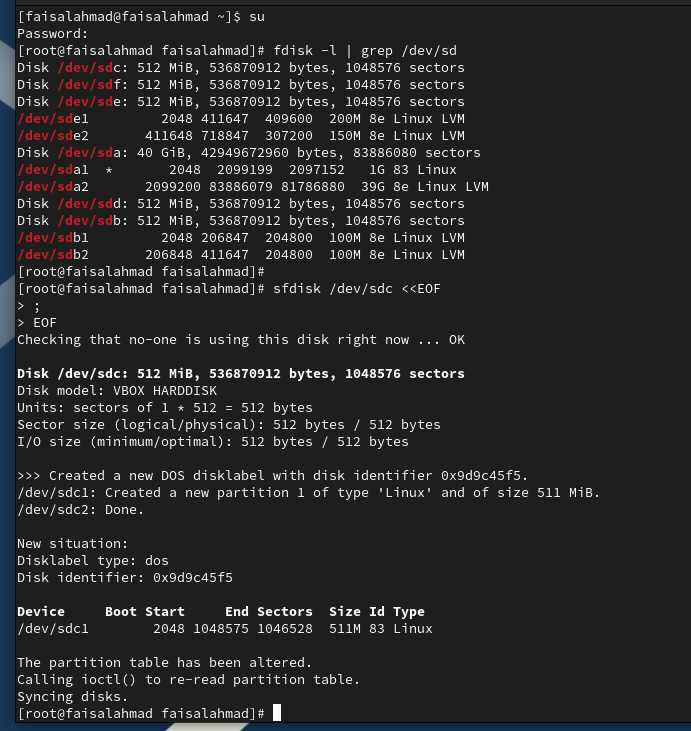 [faisalahmad@faisalahmad ~]$ su
Password:
[root@faisalahmad faisalahmad]# fdisk -l | grep /dev/sd
Disk /dev/sdc: 512 MiB, 536870912 bytes, 1048576 sectors
Disk /dev/sdf: 512 MiB, 536870912 bytes, 1048576 sectors
Disk /dev/sde: 512 MiB, 536870912 bytes, 1048576 sectors
/dev/sde1         2048 411647  409600  200M 8e Linux LVM
/dev/sde2       411648 718847  307200  150M 8e Linux LVM
Disk /dev/sda: 40 GiB, 42949672960 bytes, 83886080 sectors
/dev/sda1  *       2048  2099199  2097152   1G 83 Linux
/dev/sda2       2099200 83886079 81786880  39G 8e Linux LVM
Disk /dev/sdd: 512 MiB, 536870912 bytes, 1048576 sectors
Disk /dev/sdb: 512 MiB, 536870912 bytes, 1048576 sectors
/dev/sdb1         2048 206847  204800  100M 8e Linux LVM
/dev/sdb2       206848 411647  204800  100M 8e Linux LVM
[root@faisalahmad faisalahmad]#
[root@faisalahmad faisalahmad]# sfdisk /dev/sdc <<EOF
> ;
> EOF
Checking that no-one is using this disk right now ... OK
Disk /dev/sdc: 512 MiB, 536870912 bytes, 1048576 sectors
Disk model: VBOX HARDDISK
Units: sectors of 1 * 512 = 512 bytes
Sector size (logical/physical): 512 bytes / 512 bytes
I/O size (minimum/optimal): 512 bytes / 512 bytes
>>> Created a new DOS disklabel with disk identifier 0x9d9c45f5.
/dev/sdc1: Created a new partition 1 of type 'Linux' and of size 511 MiB.
/dev/sdc2: Done.
New situation:
Disklabel type: dos
Disk identifier: 0x9d9c45f5
Device     Boot Start     End Sectors  Size Id Type
/dev/sdc1        2048 1048575 1046528  511M 83 Linux
The partition table has been altered.
Calling ioctl() to re-read partition table.
Syncing disks.
[root@faisalahmad faisalahmad]#